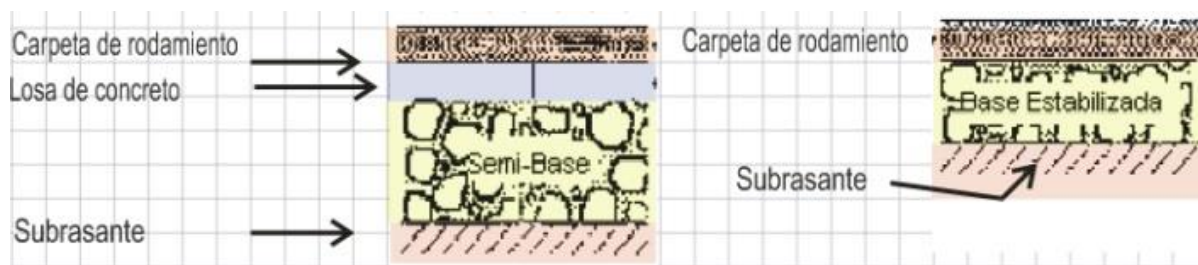 Carpeta de rodamiento
Losa de concreto
Semi-Base
Subrasante
Carpeta de rodamiento
Base Estabilizada
Subrasante